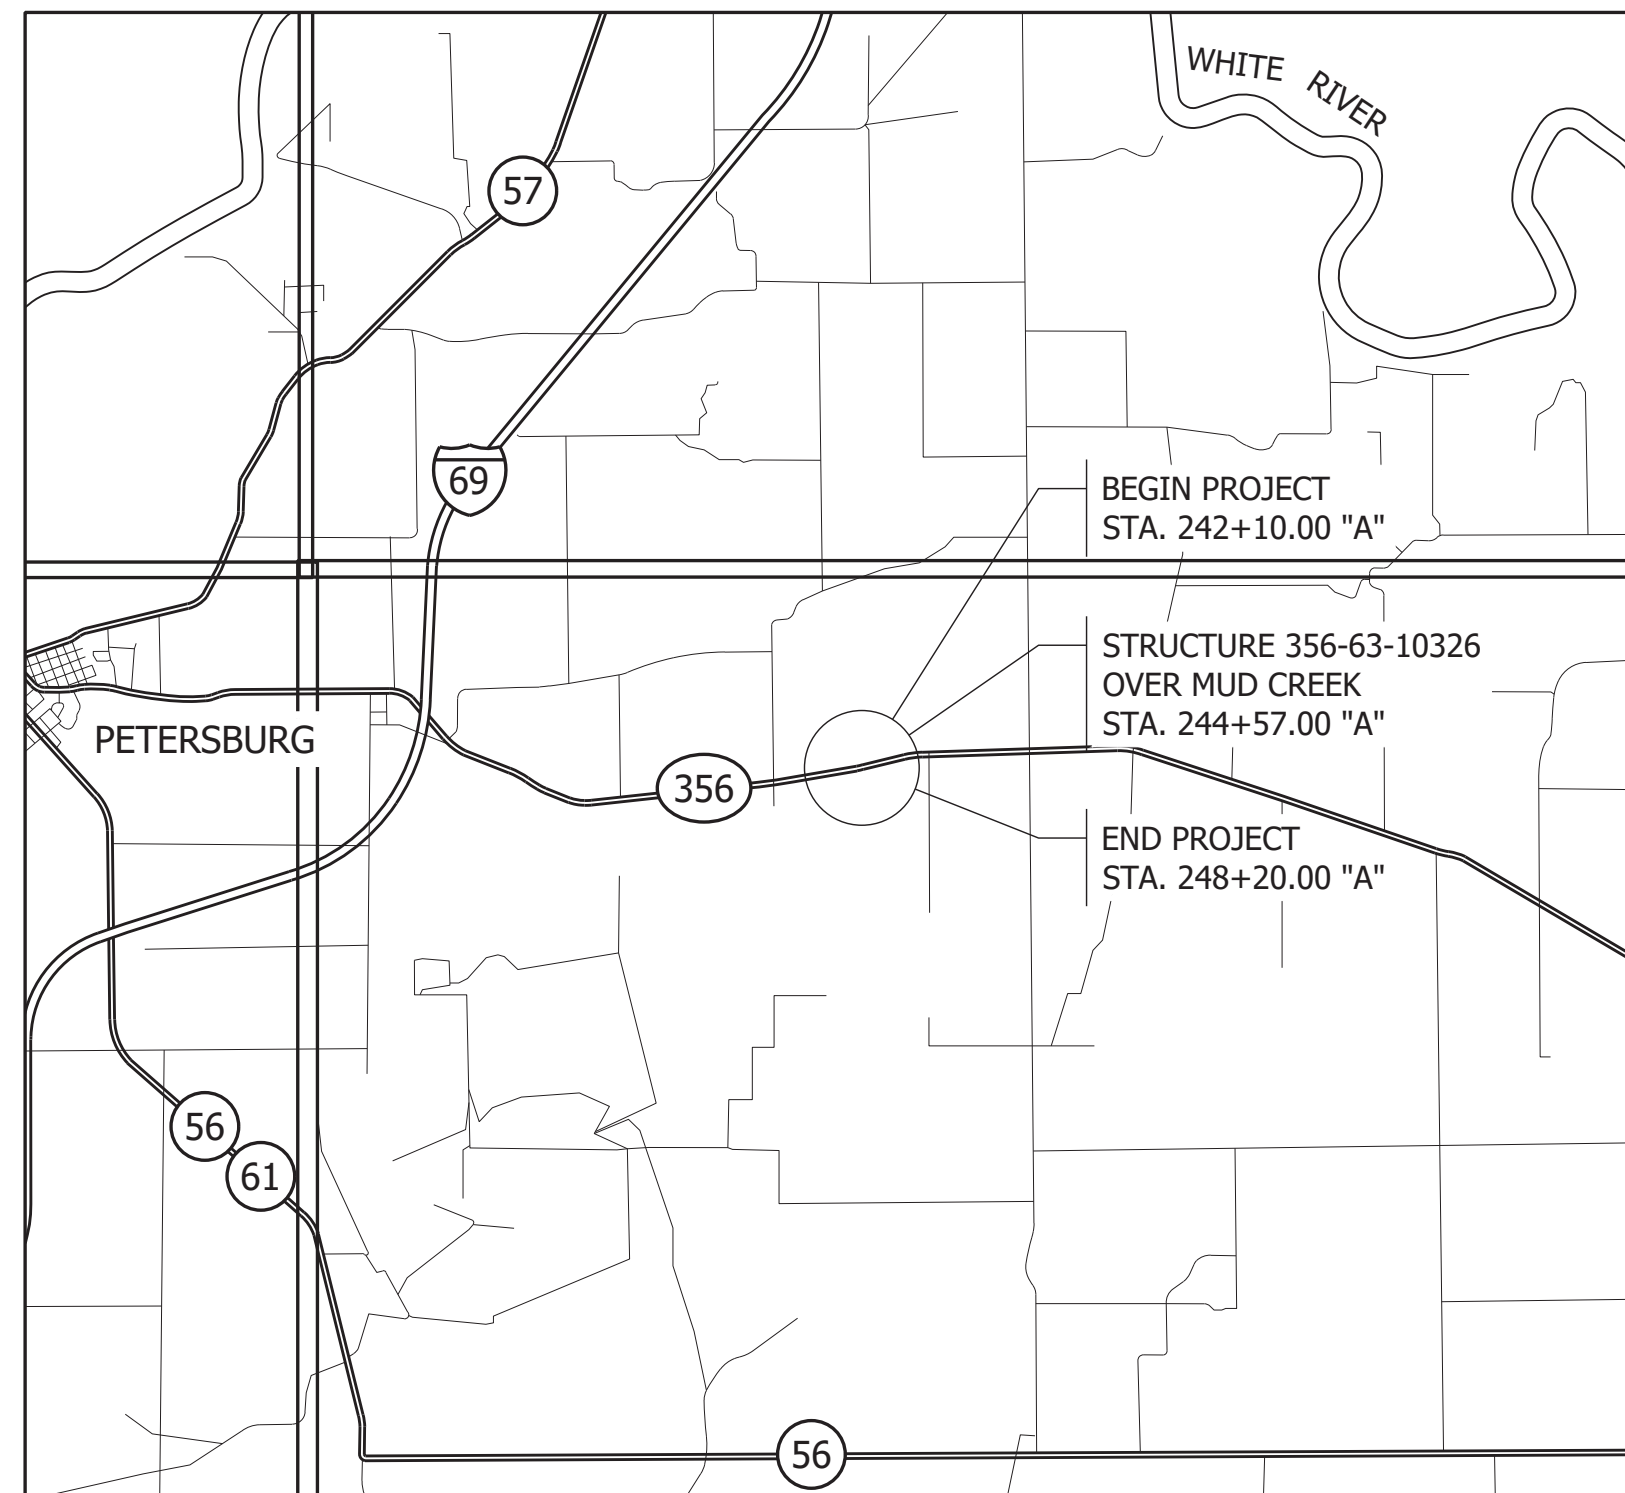 WHITE RIVER
57
69
BEGIN PROJECT
STA. 242+10.00 "A"
STRUCTURE 356-63-10326
OVER MUD CREEK
STA. 244+57.00 "A"
PETERSBURG
356
END PROJECT
STA. 248+20.00 "A"
56
61
56